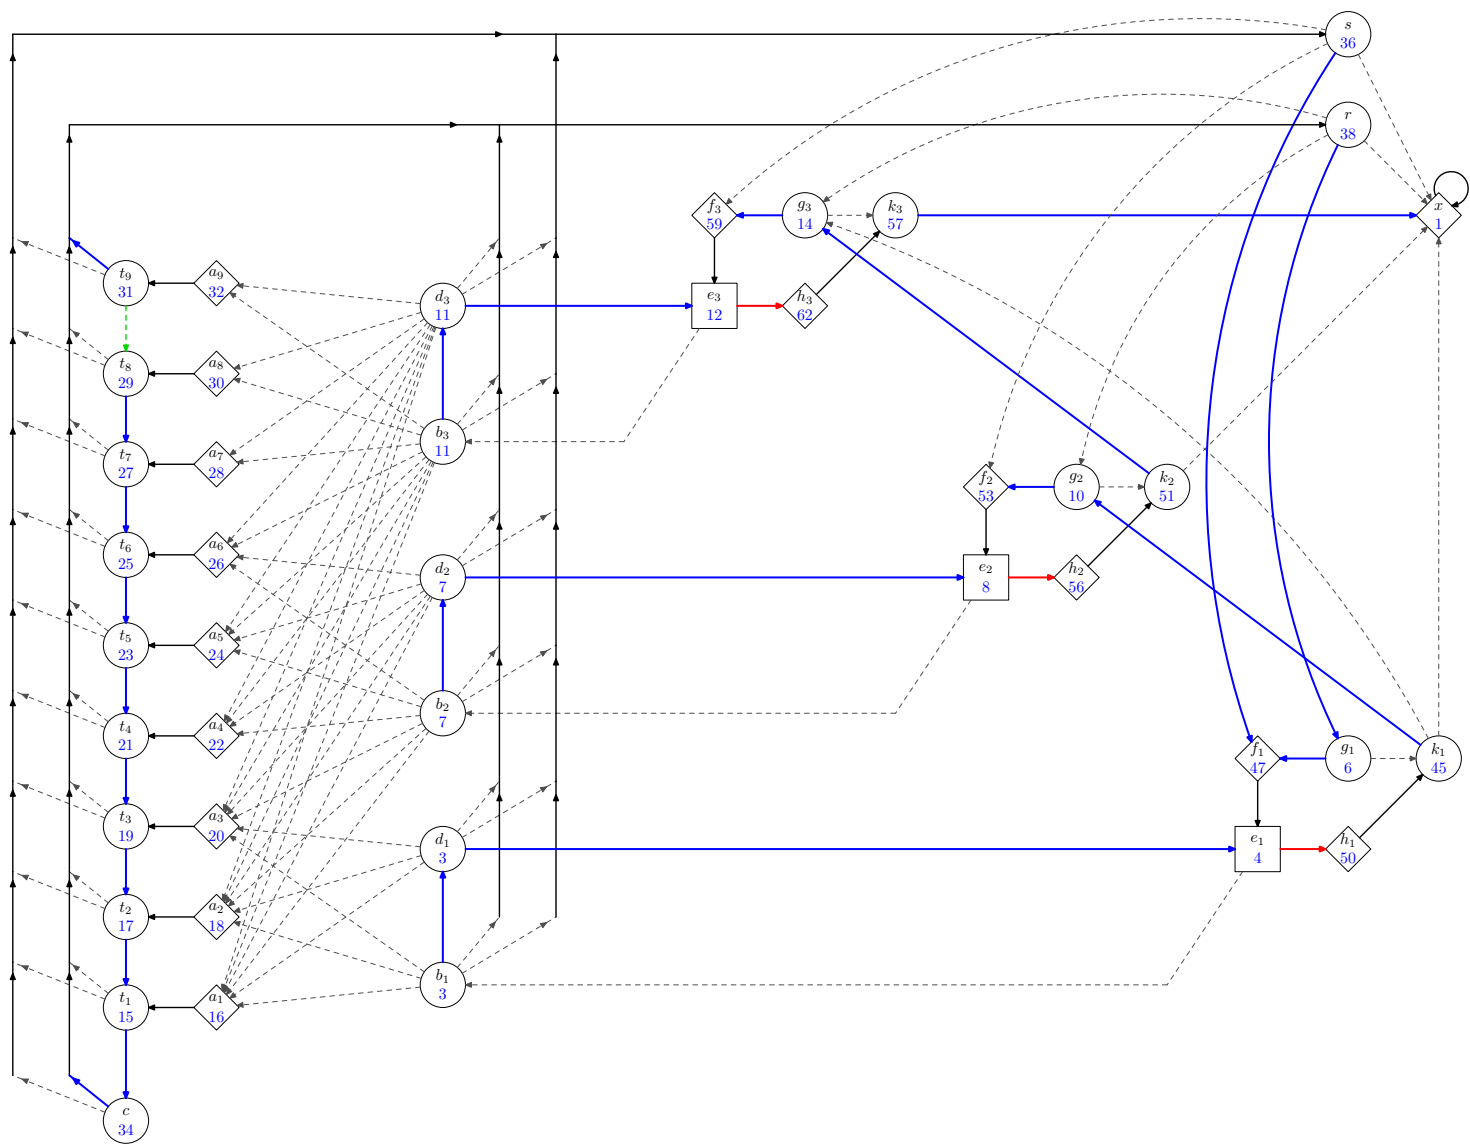 s
36
r
38
f₃
59
g₃
14
k₃
57
x
1
t₉
31
a₉
32
d₃
11
e₃
12
h₃
62
t₈
29
a₈
30
b₃
11
t₇
27
a₇
28
f₂
53
g₂
10
k₂
51
t₆
25
a₆
26
d₂
7
e₂
8
h₂
56
t₅
23
a₅
24
b₂
7
t₄
21
a₄
22
f₁
47
g₁
6
k₁
45
t₃
19
a₃
20
d₁
3
e₁
4
h₁
50
t₂
17
a₂
18
b₁
3
t₁
15
a₁
16
c
34